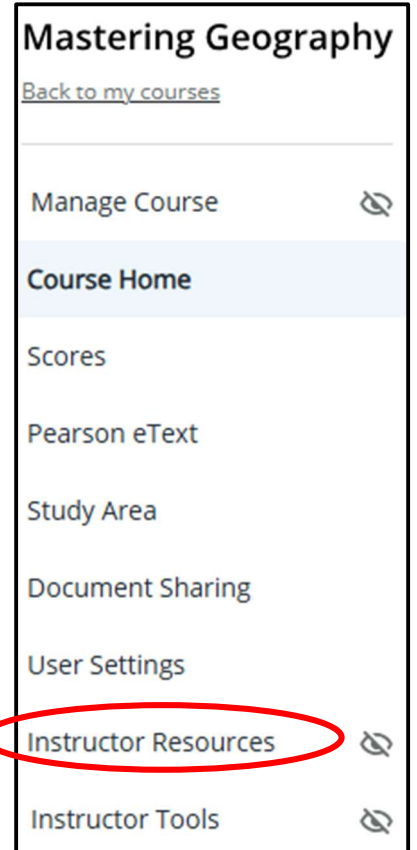 Mastering Geography
Back to my courses
Manage Course
Course Home
Scores
Pearson eText
Study Area
Document Sharing
User Settings
Instructor Resources
Instructor Tools